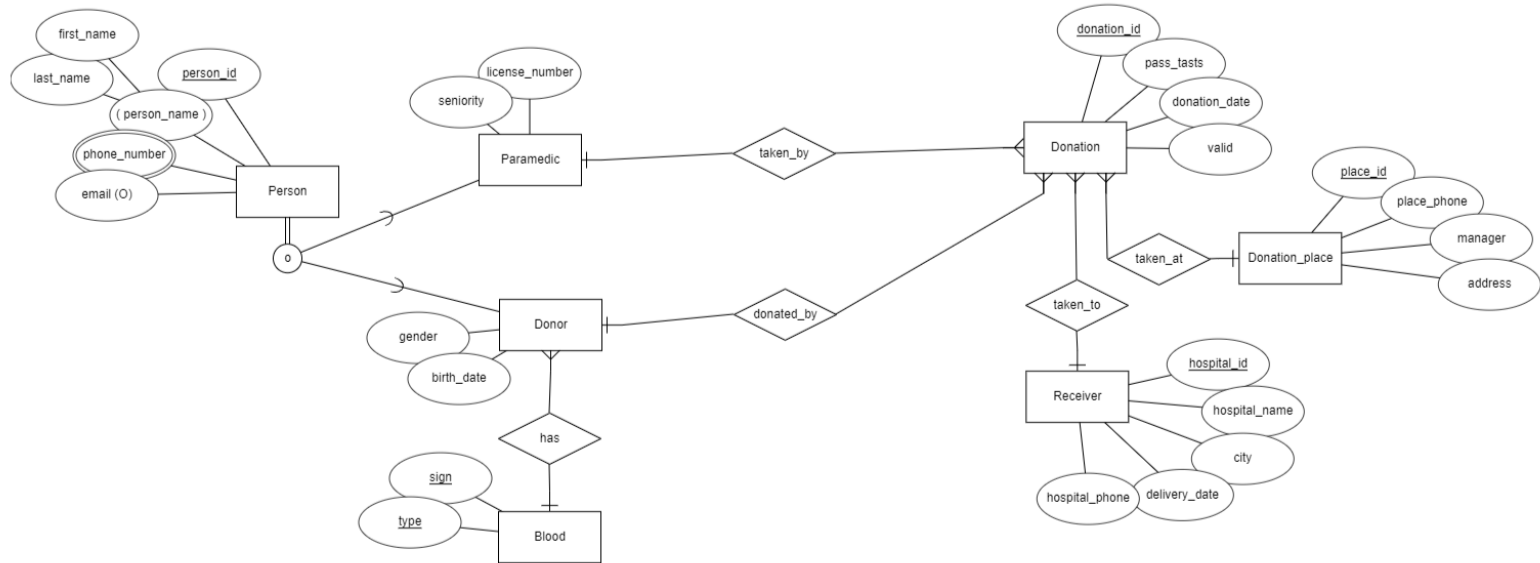 first_name
last_name
person_id
( person_name )
phone_number
email (O)
Person
o
license_number
seniority
Paramedic
taken_by
donation_id
pass_tasts
donation_date
valid
Donation
place_id
place_phone
manager
address
Donation_place
taken_at
taken_to
Donor
gender
birth_date
donated_by
has
sign
type
Blood
Receiver
hospital_id
hospital_name
city
delivery_date
hospital_phone